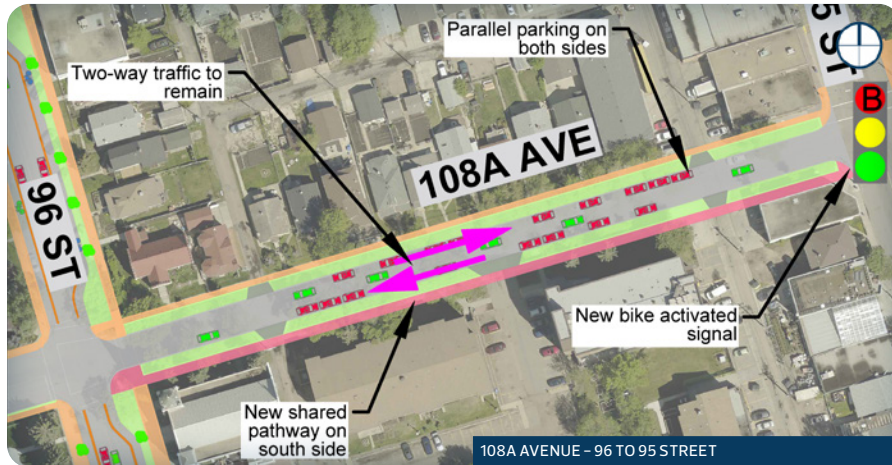 Parallel parking on
both sides
5 ST
B
Two-way traffic to
remain
108A AVE
96 ST
New bike activated
signal
New shared
pathway on
south side
108A AVENUE – 96 TO 95 STREET